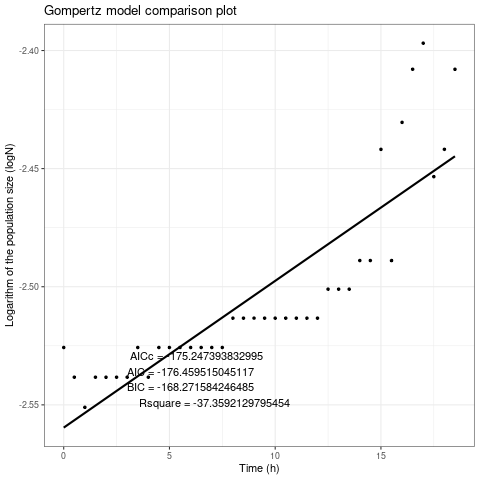 Gompertz model comparison plot
Logarithm of the population size (logN)
-2.40
-2.45
-2.50
-2.55
AICc = -175.247393832995
AIC = -176.459515045117
BIC = -168.271584246485
Rsquare = -37.3592129795454
0 5 10 15
Time (h)